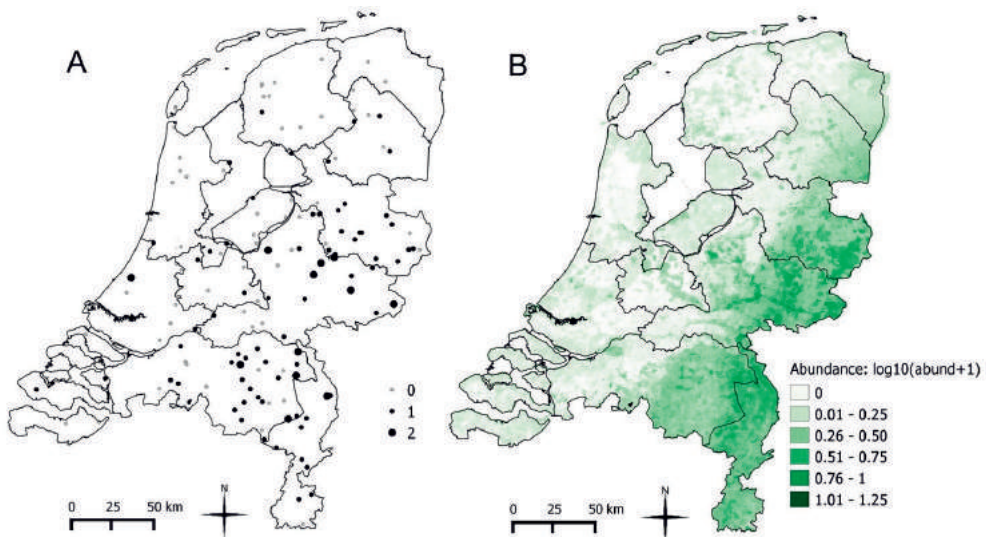 A
B
0
1
2
N
0 25 50 km
Abundance: log10(abund+1)
0
0.01 - 0.25
0.26 - 0.50
0.51 - 0.75
0.76 - 1
1.01 - 1.25
N
0 25 50 km